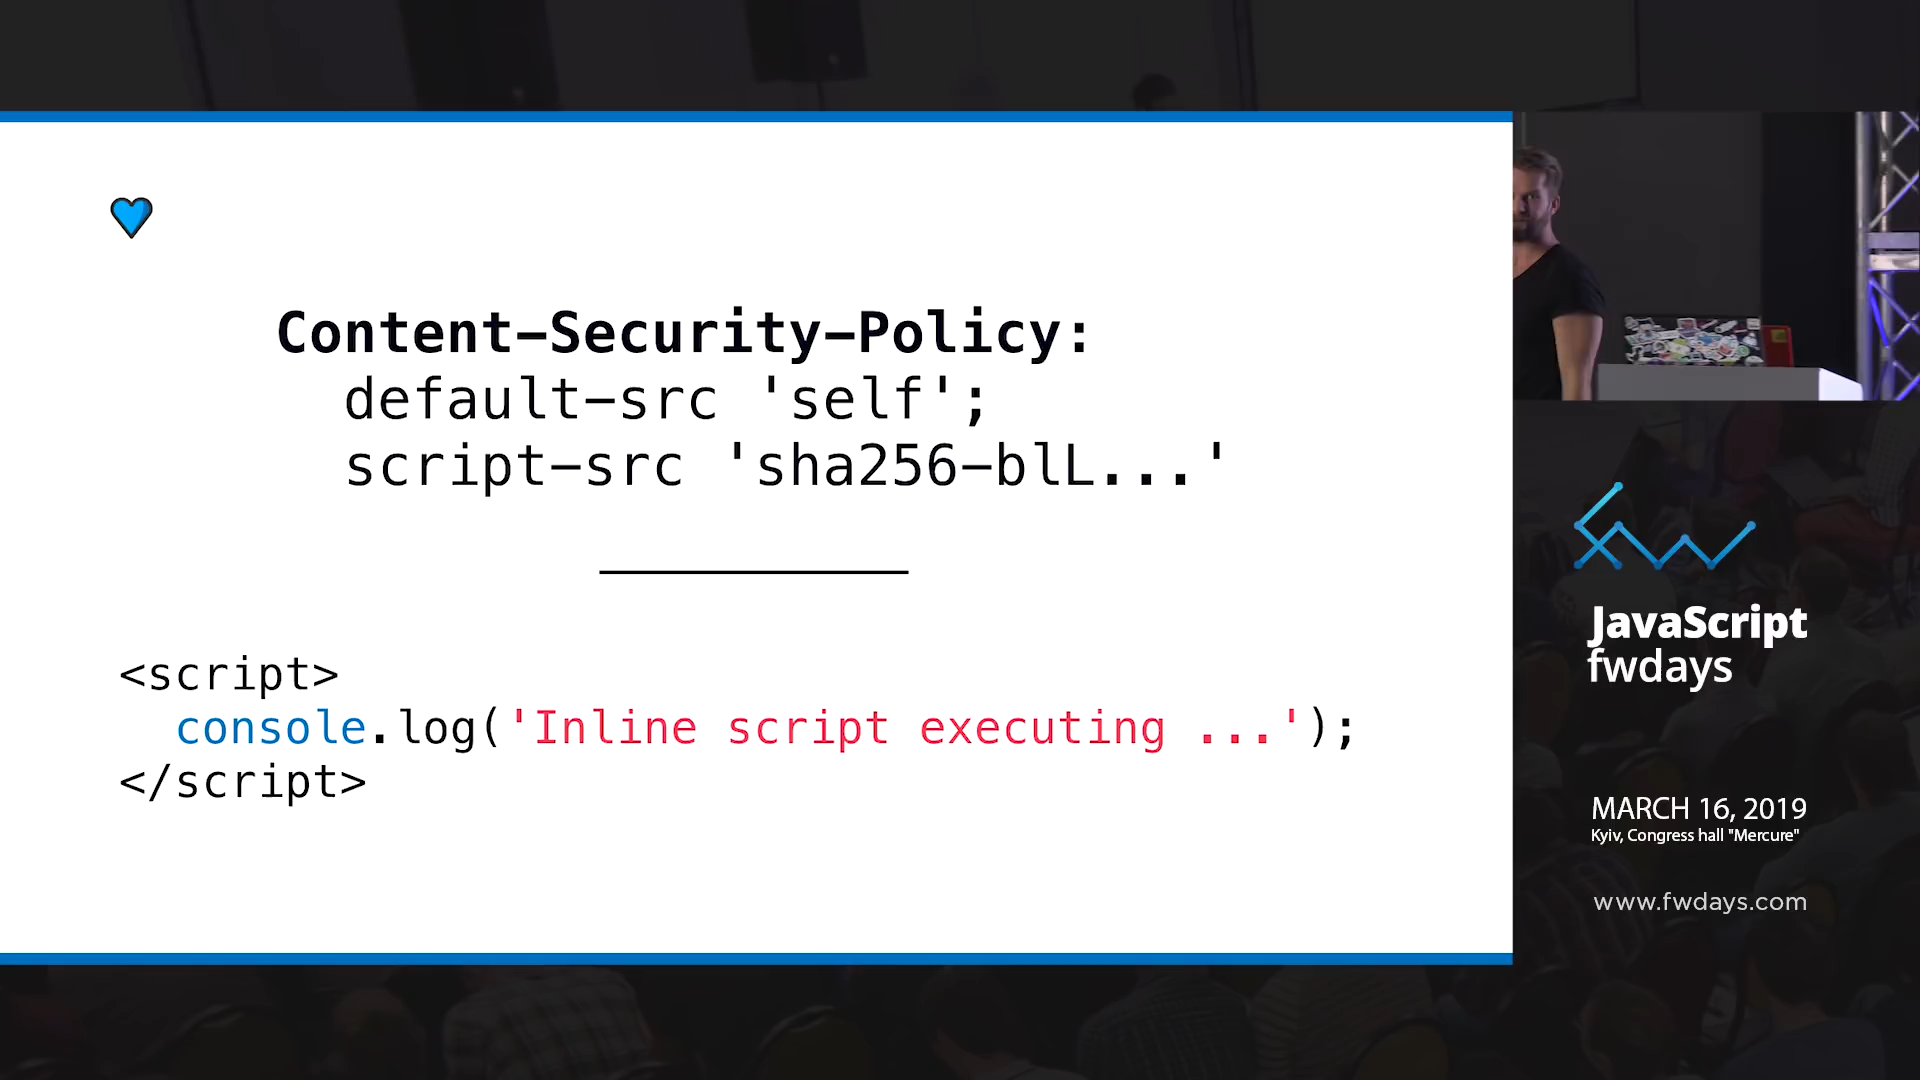 Content-Security-Policy:
default-src 'self';
script-src 'sha256-blL...'
<script>
console.log('Inline script executing ...');
</script>
JavaScript
fwdays
MARCH 16, 2019
Kyiv, Congress hall "Mercure"
www.fwdays.com